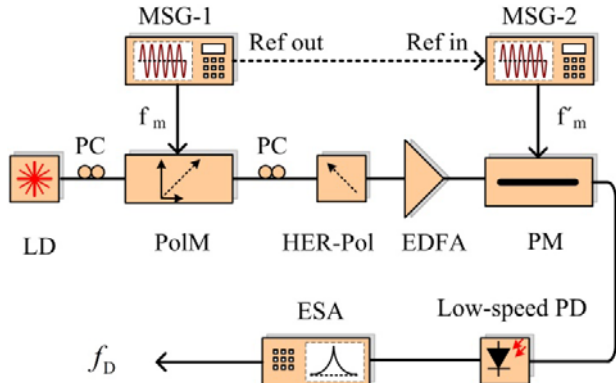 MSG-1
MSG-2
Ref out
Ref in
fm
f′m
PC
PC
LD
PolM
HER-Pol
EDFA
PM
ESA
Low-speed PD
fD